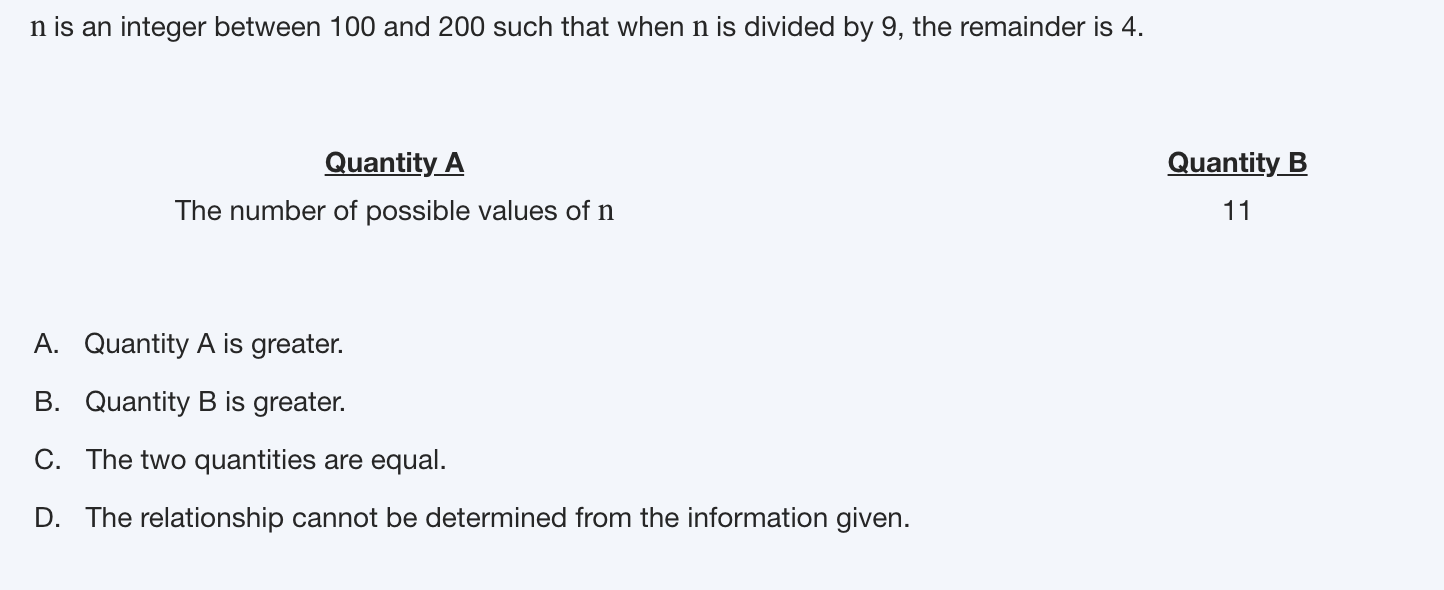 n is an integer between 100 and 200 such that when n is divided by 9, the remainder is 4.
Quantity A
Quantity B
The number of possible values of n
11
A. Quantity A is greater.
B. Quantity B is greater.
C. The two quantities are equal.
D. The relationship cannot be determined from the information given.